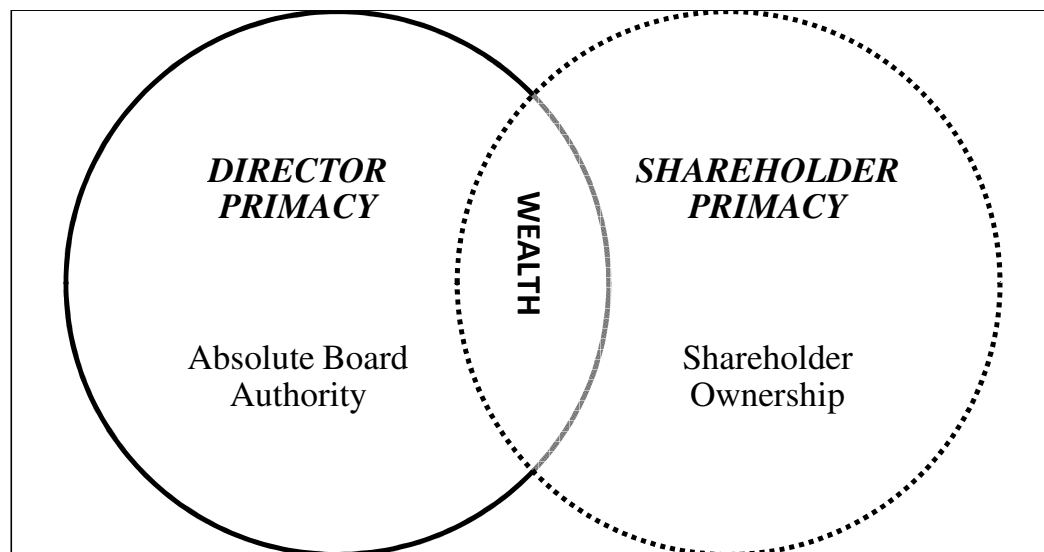 DIRECTOR
PRIMACY
Absolute Board
Authority
WEALTH
SHAREHOLDER
PRIMACY
Shareholder
Ownership